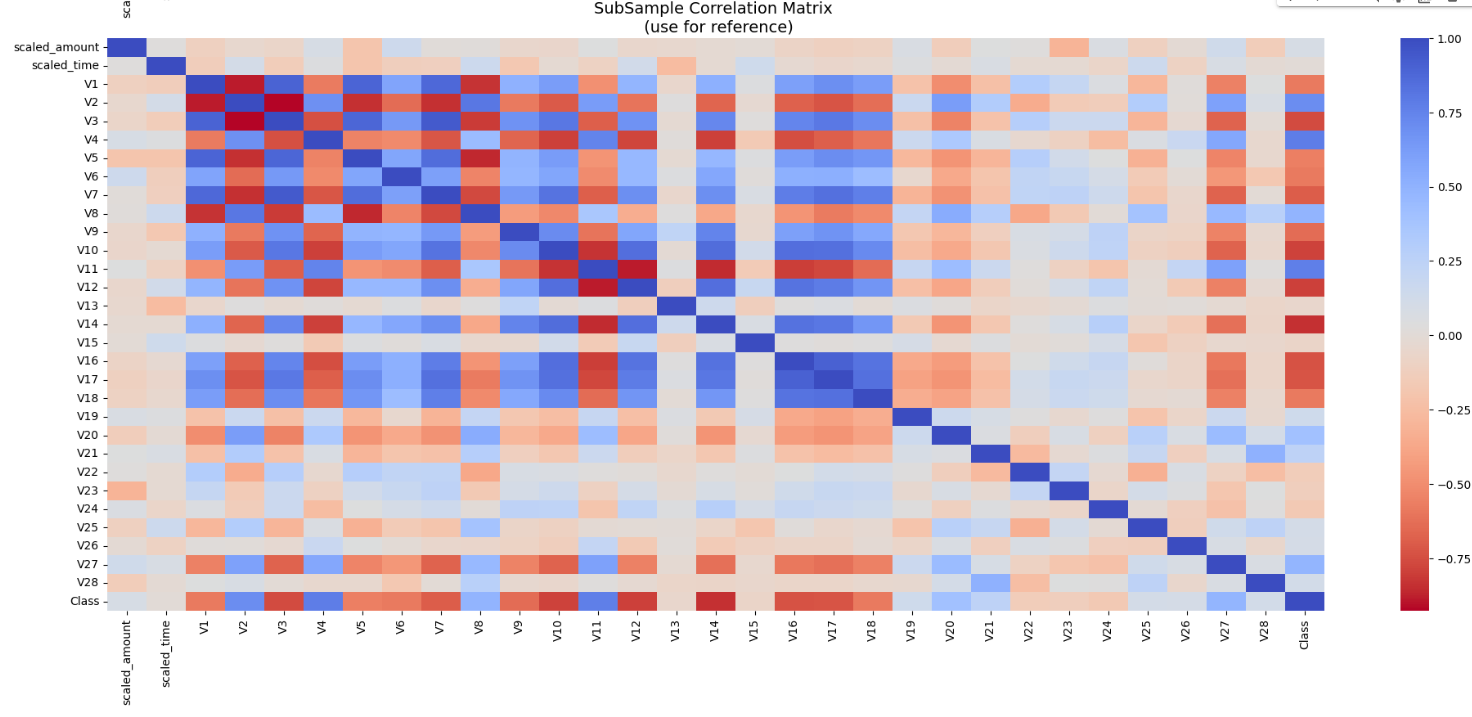 sca
SubSample Correlation Matrix
(use for reference)
scaled_amount
scaled_time
V1
V2
V3
V4
V5
V6
V7
V8
V9
V10
V11
V12
V13
V14
V15
V16
V17
V18
V19
V20
V21
V22
V23
V24
V25
V26
V27
V28
Class
scaled_amount
scaled_time
V1
V2
V3
V4
V5
V6
V7
V8
V9
V10
V11
V12
V13
V14
V15
V16
V17
V18
V19
V20
V21
V22
V23
V24
V25
V26
V27
V28
Class
1.00
0.75
0.50
0.25
0.00
−0.25
−0.50
−0.75